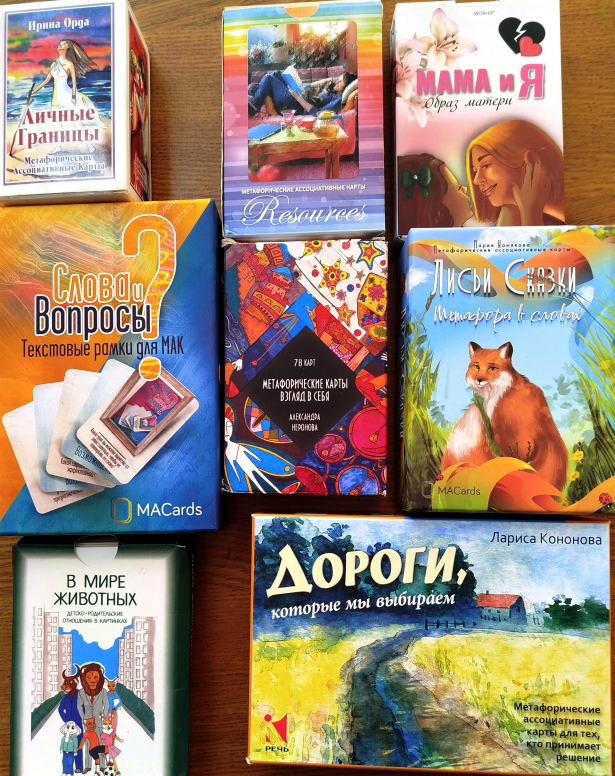 Ирина Орда
Личные
Границы
Метафорические
Ассоциативные Карты
МЕТАФОРИЧЕСКИЕ АССОЦИАТИВНЫЕ КАРТЫ
Resources
МАМА и Я
Образ матери
Слова и
Вопросы?
Текстовые рамки для МАК
MACards
78 КАРТ
МЕТАФОРИЧЕСКИЕ КАРТЫ
ВЗГЛЯД В СЕБЯ
АЛЕКСАНДРА
НЕРОНОВА
Мария Конякова
Метафорические ассоциативные карты
Лисьи Сказки
Метафора в словах
MACards
В МИРЕ
ЖИВОТНЫХ
ДЕТСКО-РОДИТЕЛЬСКИЕ
ОТНОШЕНИЯ В КАРТИНКАХ
Лариса Кононова
Дороги,
которые мы выбираем
Метафорические
ассоциативные
карты для тех,
кто принимает
решение
РЕЧЬ